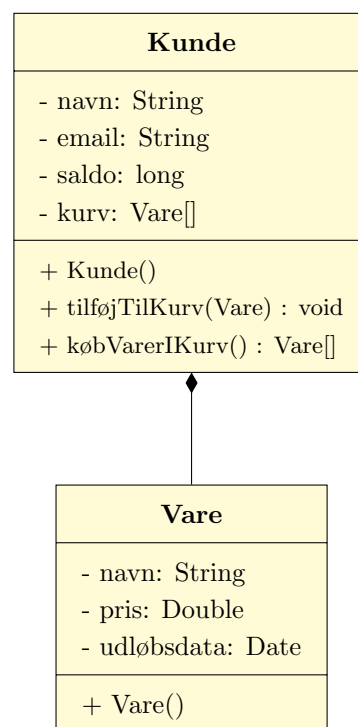 Kunde
- navn: String
- email: String
- saldo: long
- kurv: Vare[]
+ Kunde()
+ tilføjTilKurv(Vare) : void
+ købVarerIKurv() : Vare[]
Vare
- navn: String
- pris: Double
- udløbsdata: Date
+ Vare()